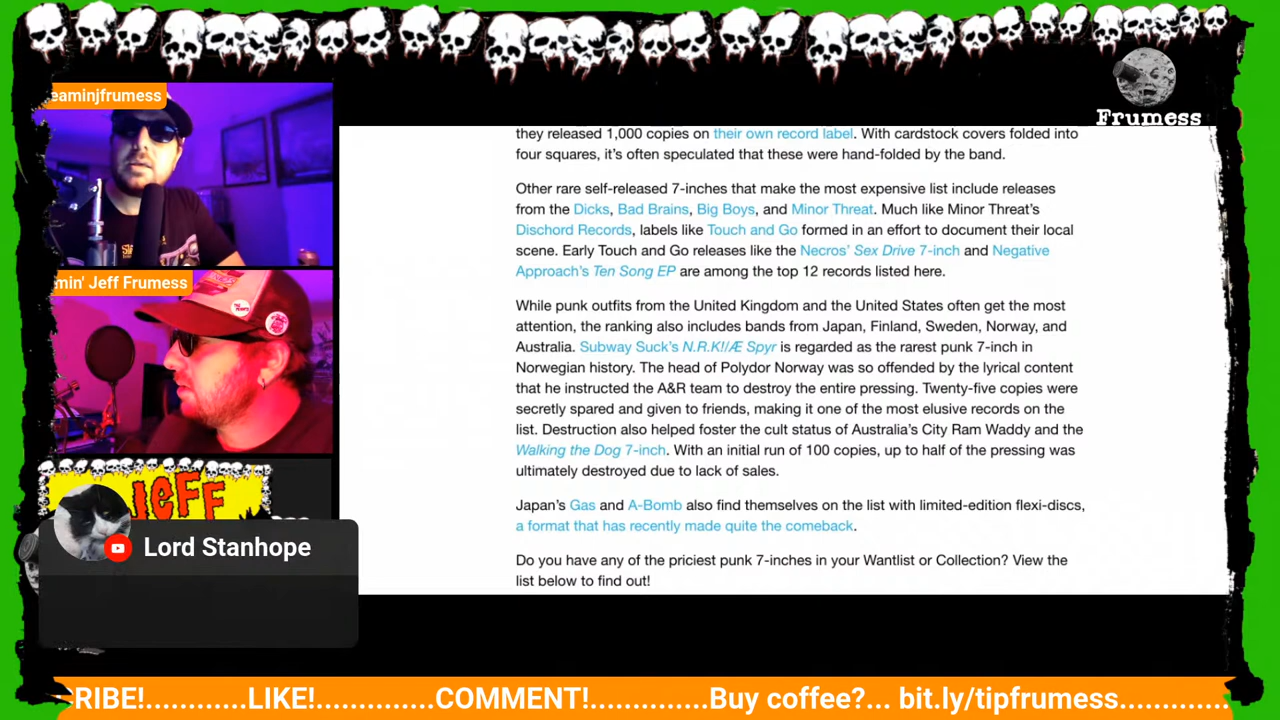 eaminjfrumess
Frumess
they released 1,000 copies on their own record label. With cardstock covers folded into
four squares, it’s often speculated that these were hand-folded by the band.
Other rare self-released 7-inches that make the most expensive list include releases
from the Dicks, Bad Brains, Big Boys, and Minor Threat. Much like Minor Threat’s
Dischord Records, labels like Touch and Go formed in an effort to document their local
scene. Early Touch and Go releases like the Necros’ Sex Drive 7-inch and Negative
Approach’s Ten Song EP are among the top 12 records listed here.
min' Jeff Frumess
While punk outfits from the United Kingdom and the United States often get the most
attention, the ranking also includes bands from Japan, Finland, Sweden, Norway, and
Australia. Subway Suck’s N.R.K!/Æ Spyr is regarded as the rarest punk 7-inch in
Norwegian history. The head of Polydor Norway was so offended by the lyrical content
that he instructed the A&R team to destroy the entire pressing. Twenty-five copies were
secretly spared and given to friends, making it one of the most elusive records on the
list. Destruction also helped foster the cult status of Australia’s City Ram Waddy and the
Walking the Dog 7-inch. With an initial run of 100 copies, up to half of the pressing was
ultimately destroyed due to lack of sales.
Japan’s Gas and A-Bomb also find themselves on the list with limited-edition flexi-discs,
a format that has recently made quite the comeback.
Do you have any of the priciest punk 7-inches in your Wantlist or Collection? View the
list below to find out!
JEFF
Lord Stanhope
RIBE!............LIKE!.............COMMENT!.............Buy coffee?... bit.ly/tipfrumess............